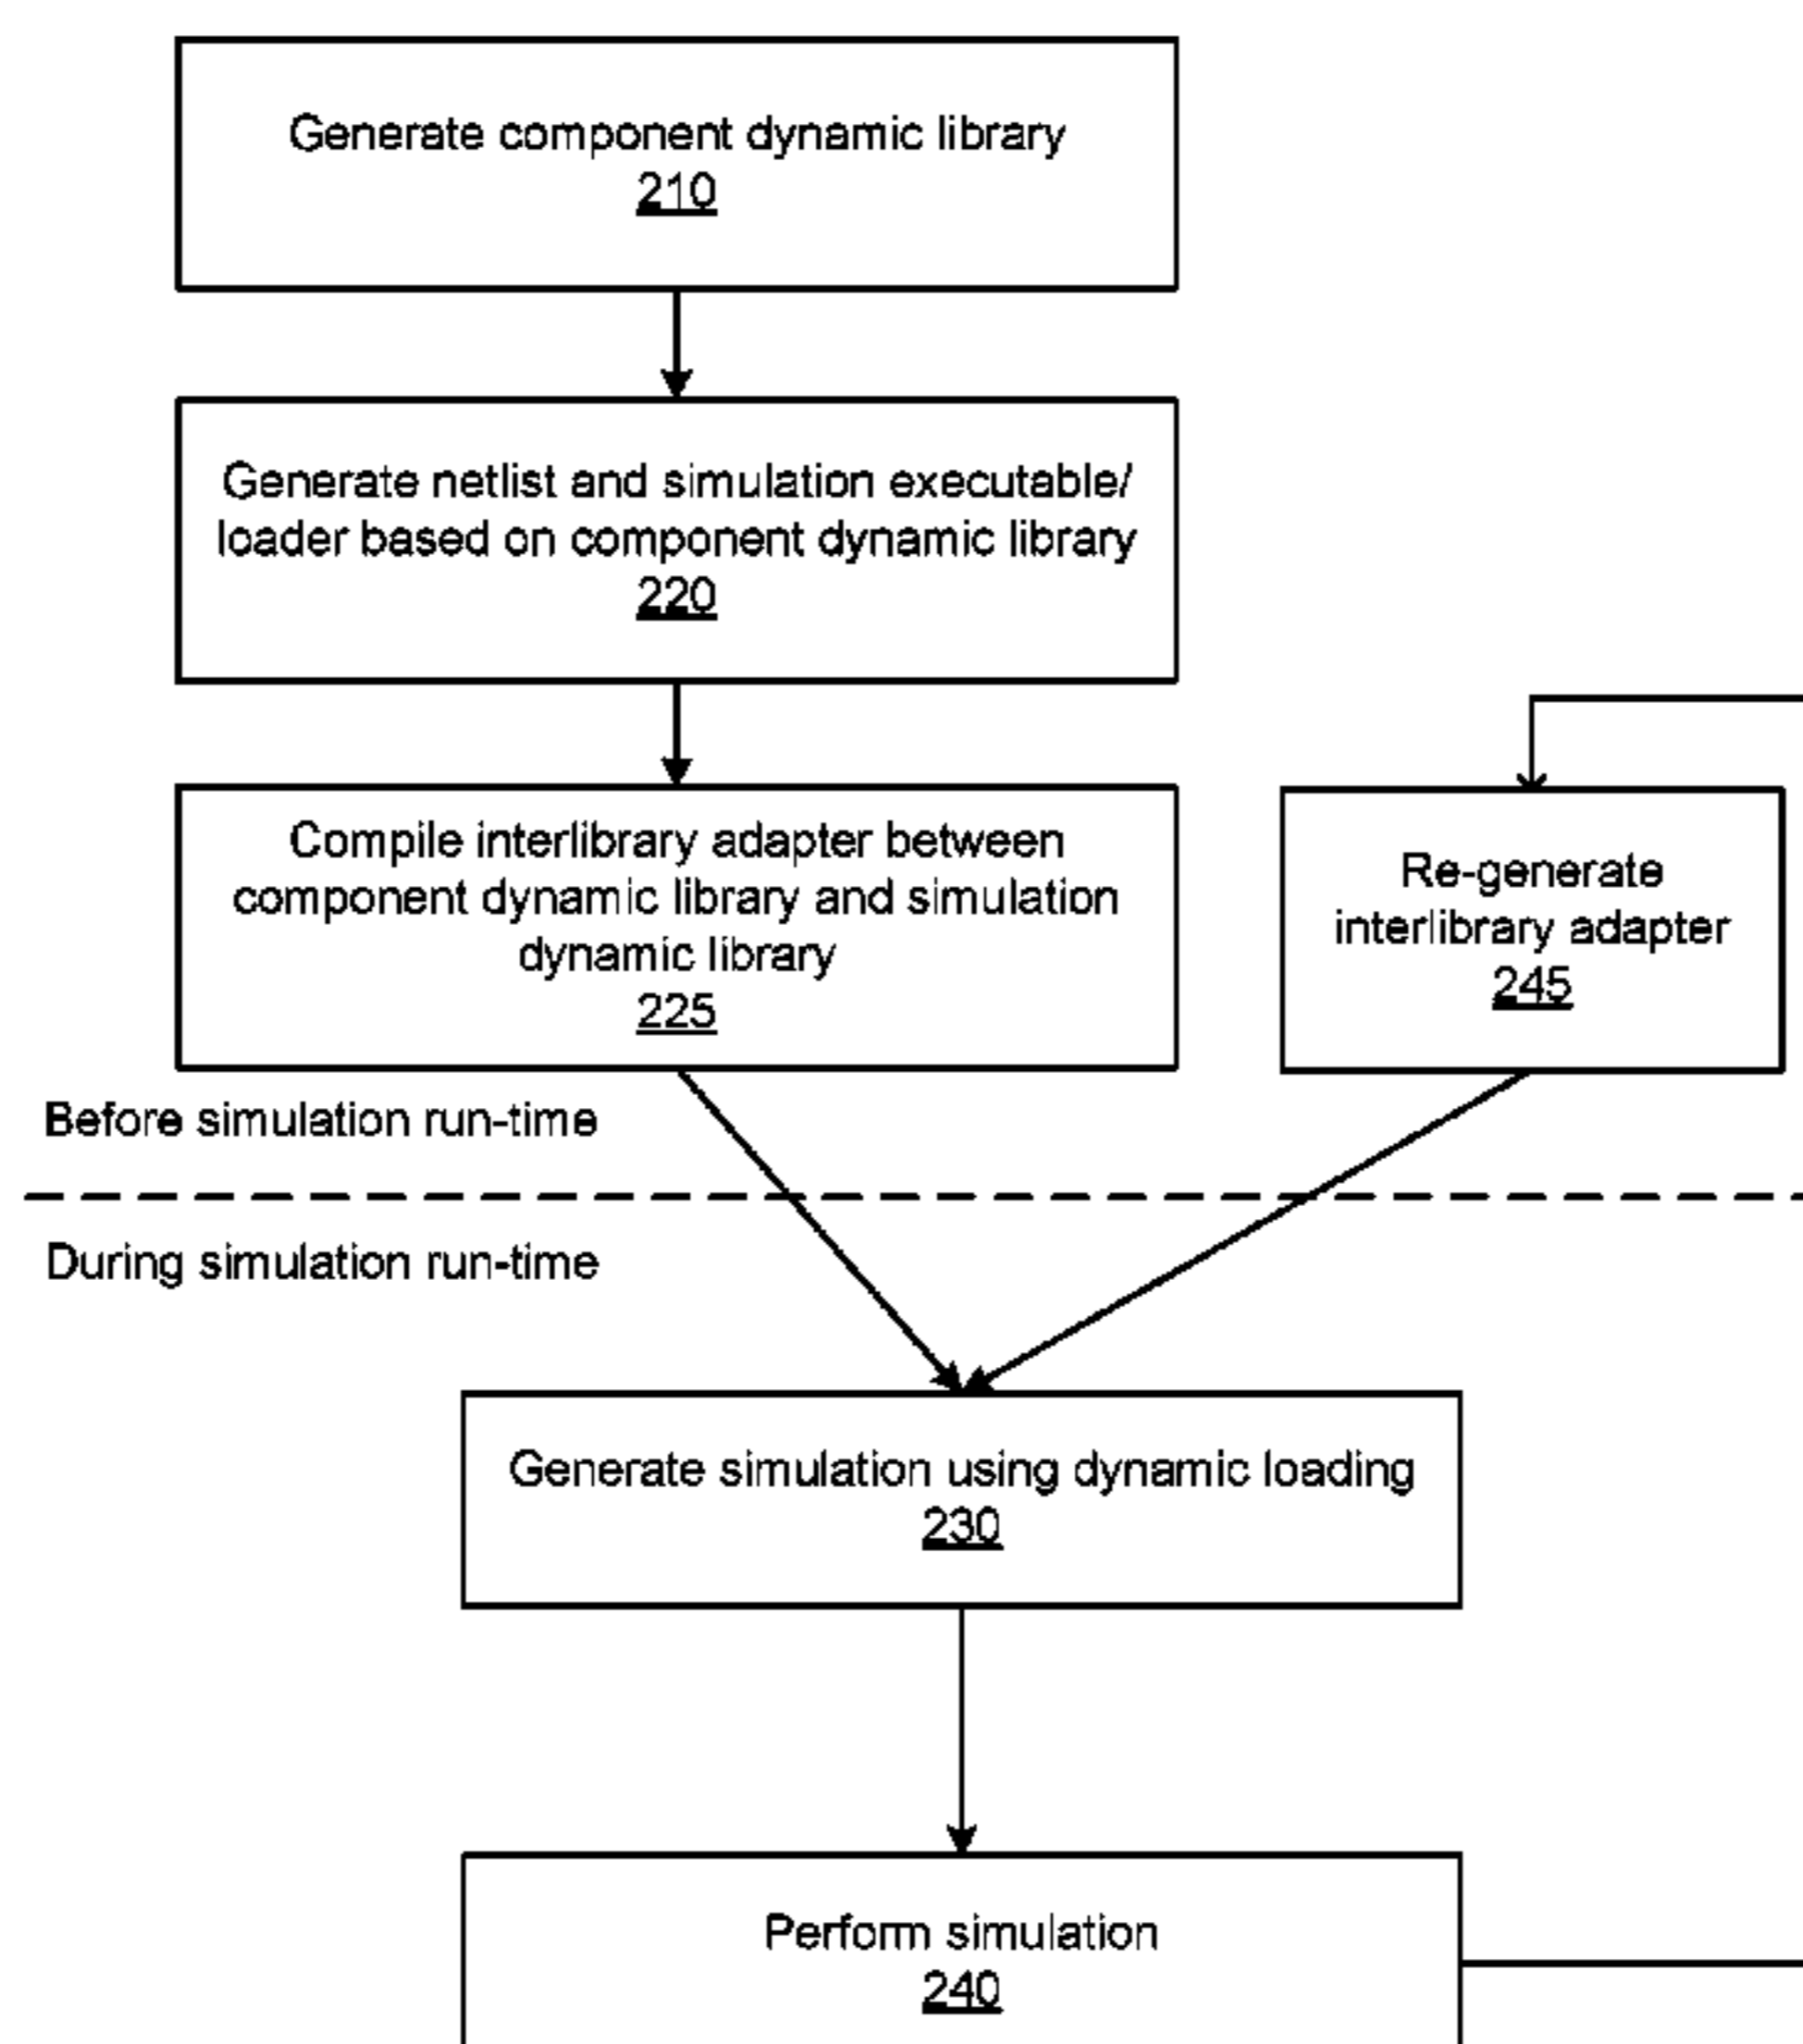 Generate component dynamic library
210
Generate netlist and simulation executable/
loader based on component dynamic library
220
Compile interlibrary adapter between
component dynamic library and simulation
dynamic library
225
Re-generate
interlibrary adapter
245
Before simulation run-time
During simulation run-time
Generate simulation using dynamic loading
230
Perform simulation
240